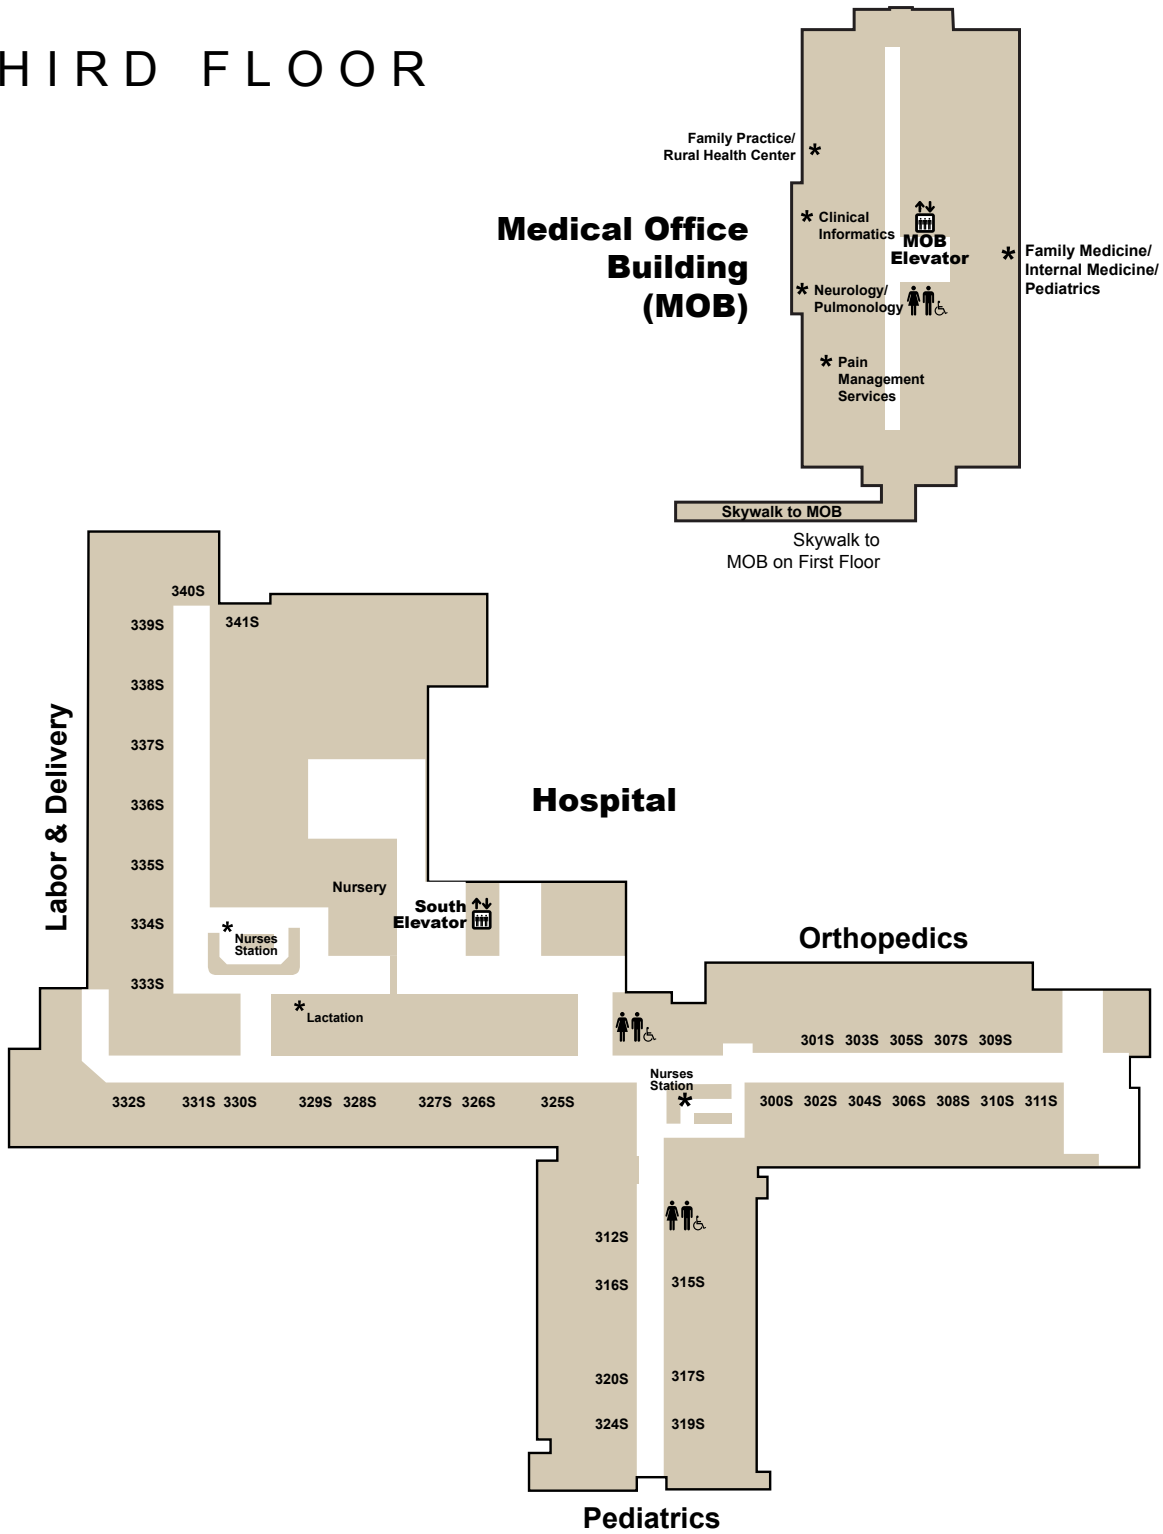 HIRD FLOOR
Family Practice/
Rural Health Center
Medical Office
Building
(MOB)
Clinical
Informatics
MOB
Elevator
Family Medicine/
Internal Medicine/
Pediatrics
Neurology/
Pulmonology
Pain
Management
Services
Skywalk to MOB
Skywalk to
MOB on First Floor
340S
339S
341S
338S
337S
336S
335S
334S
333S
Labor & Delivery
Hospital
Nursery
South
Elevator
Nurses
Station
Lactation
Orthopedics
301S 303S 305S 307S 309S
Nurses
Station
332S 331S 330S 329S 328S 327S 326S 325S
300S 302S 304S 306S 308S 310S 311S
312S
316S
315S
320S
317S
324S
319S
Pediatrics